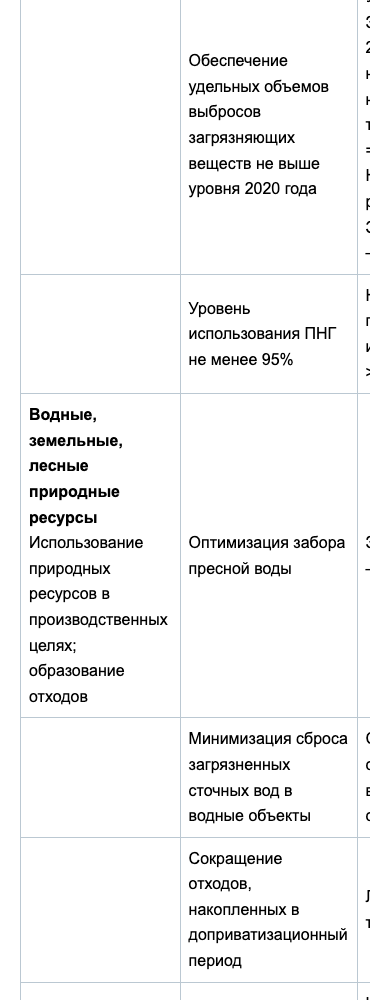 Обеспечение
удельных объемов
выбросов
загрязняющих
веществ не выше
уровня 2020 года
Уровень
использования ПНГ
не менее 95%
Водные,
земельные,
лесные
природные
ресурсы
Использование
природных
ресурсов в
производственных
целях;
образование
отходов
Оптимизация забора
пресной воды
Минимизация сброса
загрязненных
сточных вод в
водные объекты
Сокращение
отходов,
накопленных в
доприватизационный
период